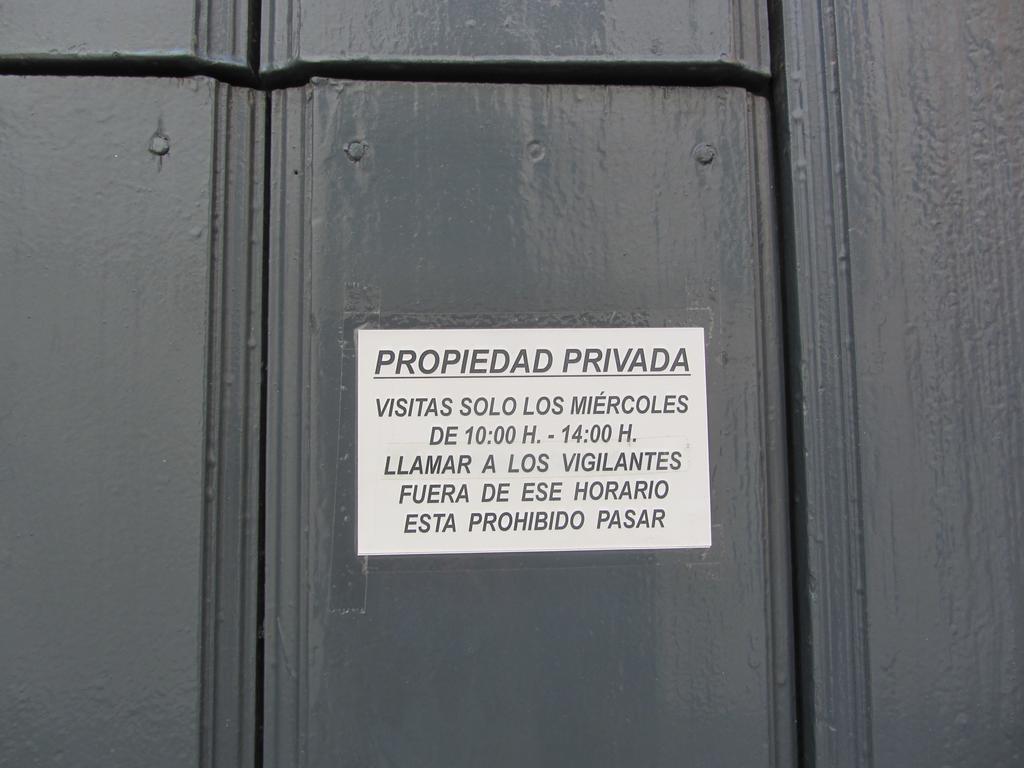 PROPIEDAD PRIVADA
VISITAS SOLO LOS MIÉRCOLES
DE 10:00 H. - 14:00 H.
LLAMAR A LOS VIGILANTES
FUERA DE ESE HORARIO
ESTA PROHIBIDO PASAR